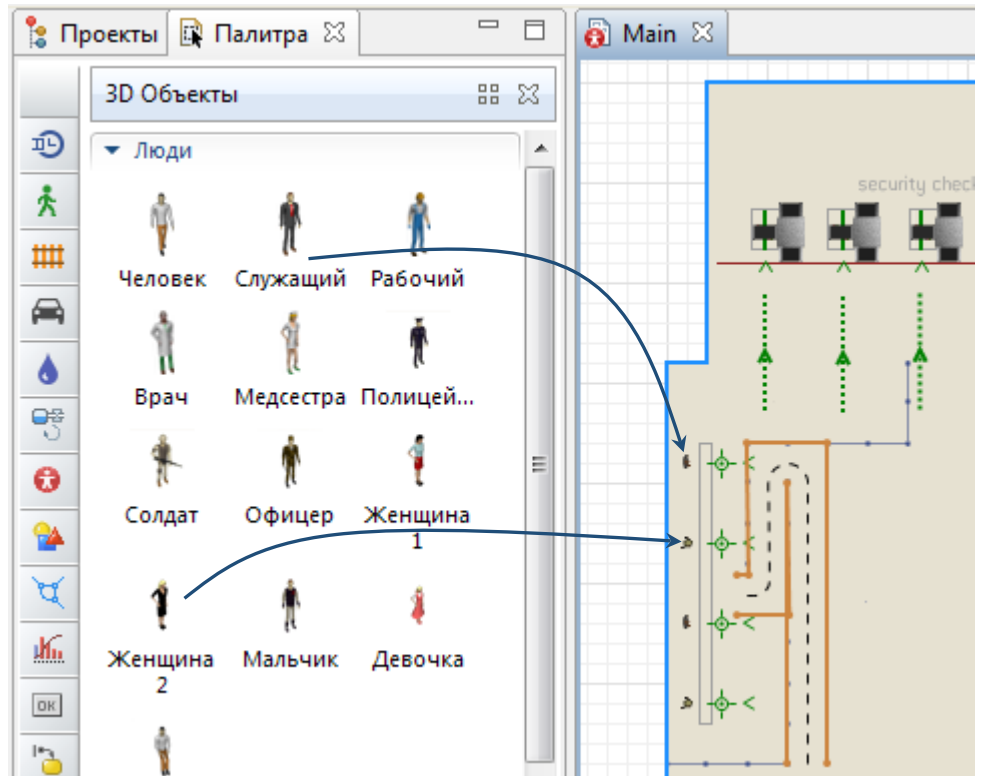 Проекты
Палитра
Main
3D Объекты
Люди
security chec
Человек
Служащий
Рабочий
Врач
Медсестра
Полицей...
Солдат
Офицер
Женщина
1
Женщина
2
Мальчик
Девочка
OK